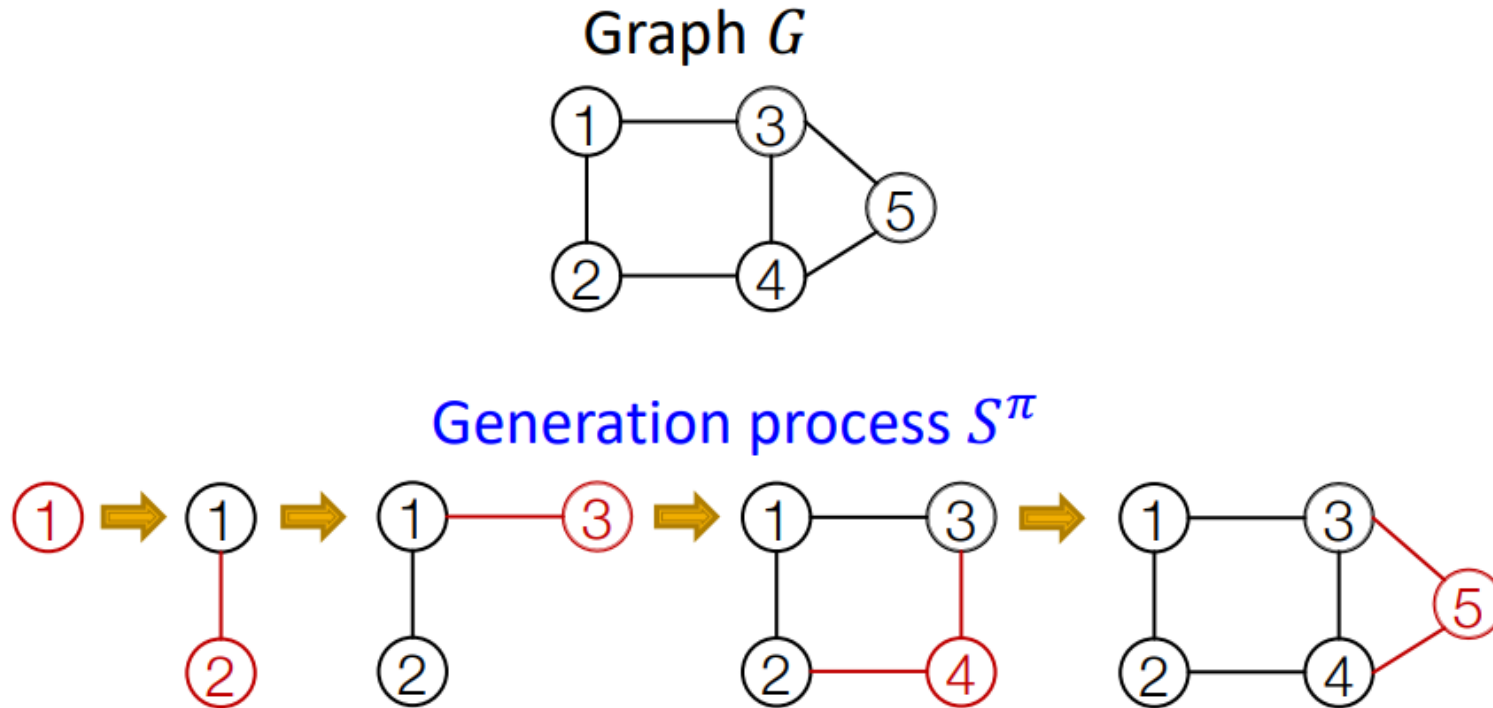 Graph G
1 3
5
2 4
Generation process S^π
1 1 1 3 1 3 1 3
5
2 2 2 4 2 4